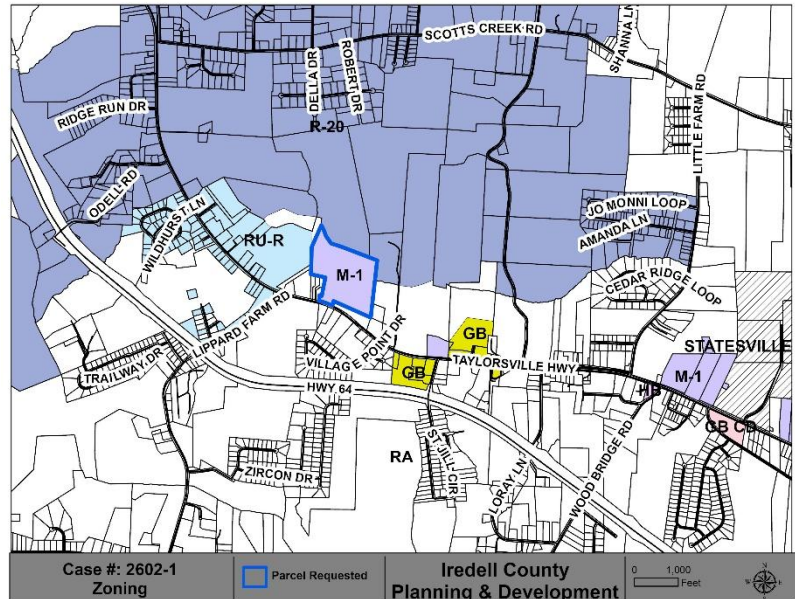 SCOTTS CREEK RD
SHANNA LN
DELLA DR
ROBERT DR
RIDGE RUN DR
R-20
LITTLE FARM RD
ODELL RD
WILDHURST LN
JO MONNI LOOP
AMANDA LN
RU-R
M-1
CEDAR RIDGE LOOP
LIPPARD FARM RD
VILLAGE POINT DR
GB
STATESVILLE
TRAILWAY DR
TAYLORSVILLE HWY
GB
M-1
HWY 64
HB
GB CD
RA
ST JILL CIR
ZIRCON DR
LORAY LN
WOOD BRIDGE RD
Case #: 2602-1
Zoning
Parcel Requested
Iredell County
Planning & Development
0 1,000
Feet